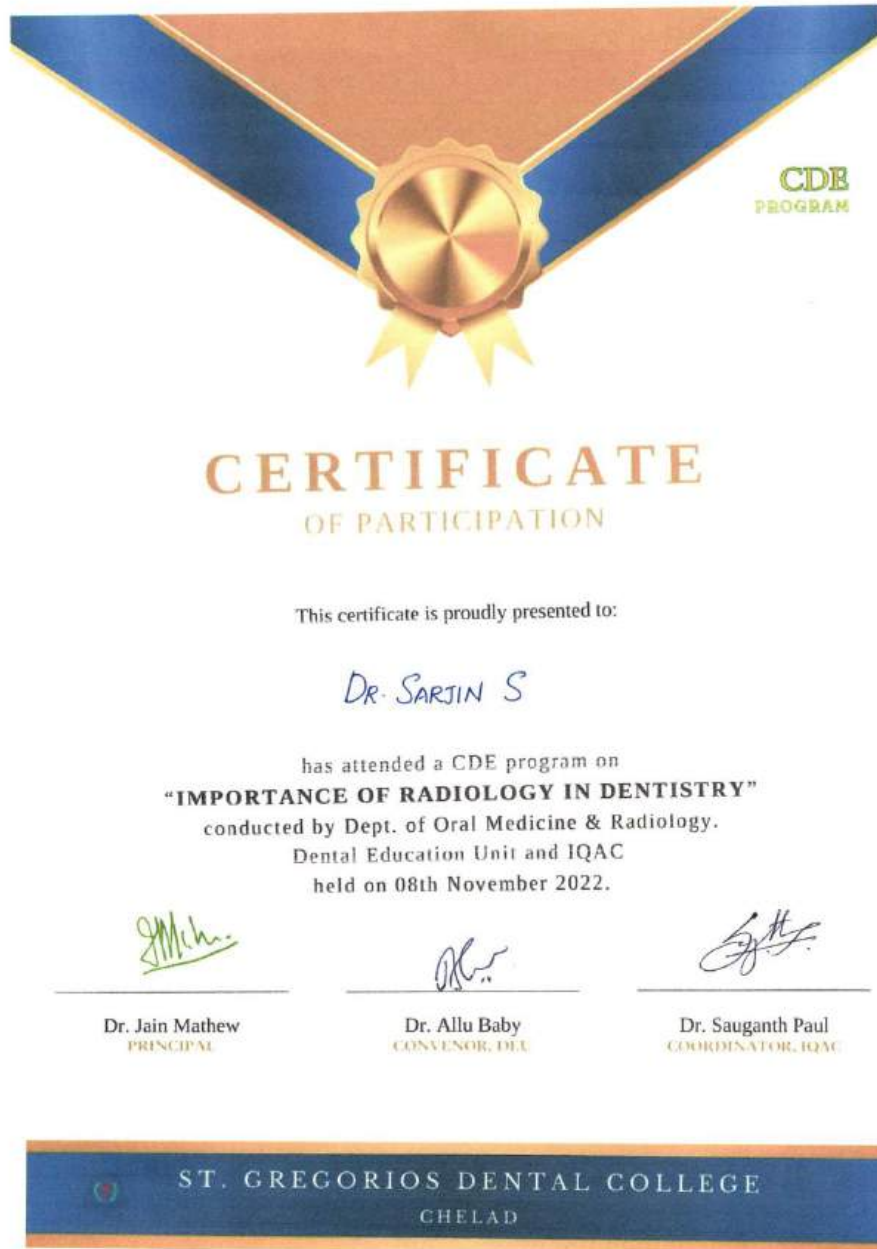 CDE
PROGRAM
CERTIFICATE
OF PARTICIPATION
This certificate is proudly presented to:
DR. SARJIN S
has attended a CDE program on
“IMPORTANCE OF RADIOLOGY IN DENTISTRY”
conducted by Dept. of Oral Medicine & Radiology.
Dental Education Unit and IQAC
held on 08th November 2022.
Dr. Jain Mathew
PRINCIPAL
Dr. Allu Baby
CONVENOR, DEU
Dr. Sauganth Paul
COORDINATOR, IQAC
ST. GREGORIOS DENTAL COLLEGE
CHELAD